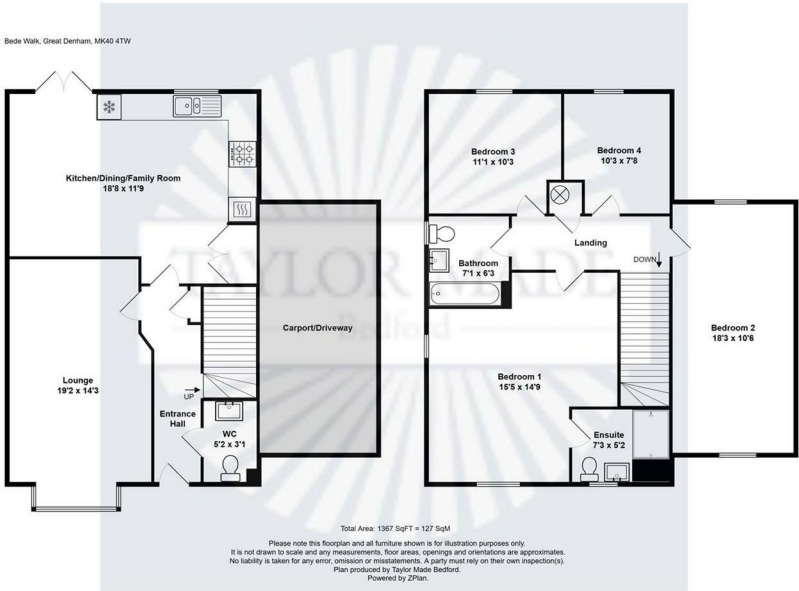 Bede Walk, Great Denham, MK40 4TW
Kitchen/Dining/Family Room
18'8 x 11'9
Lounge
19'2 x 14'3
Entrance
Hall
UP
WC
5'2 x 3'1
Carport/Driveway
Bedroom 3
11'1 x 10'3
Bedroom 4
10'3 x 7'8
Landing
DOWN
Bathroom
7'1 x 6'3
Bedroom 1
15'5 x 14'9
Bedroom 2
18'3 x 10'6
Ensuite
7'3 x 5'2
TAYLOR MADE
Bedford
Total Area: 1367 SqFT = 127 SqM
Please note this floorplan and all furniture shown is for illustration purposes only.
It is not drawn to scale and any measurements, floor areas, openings and orientations are approximates.
No liability is taken for any error, omission or misstatements. A party must rely on their own inspection(s).
Plan produced by Taylor Made Bedford.
Powered by ZPlan.